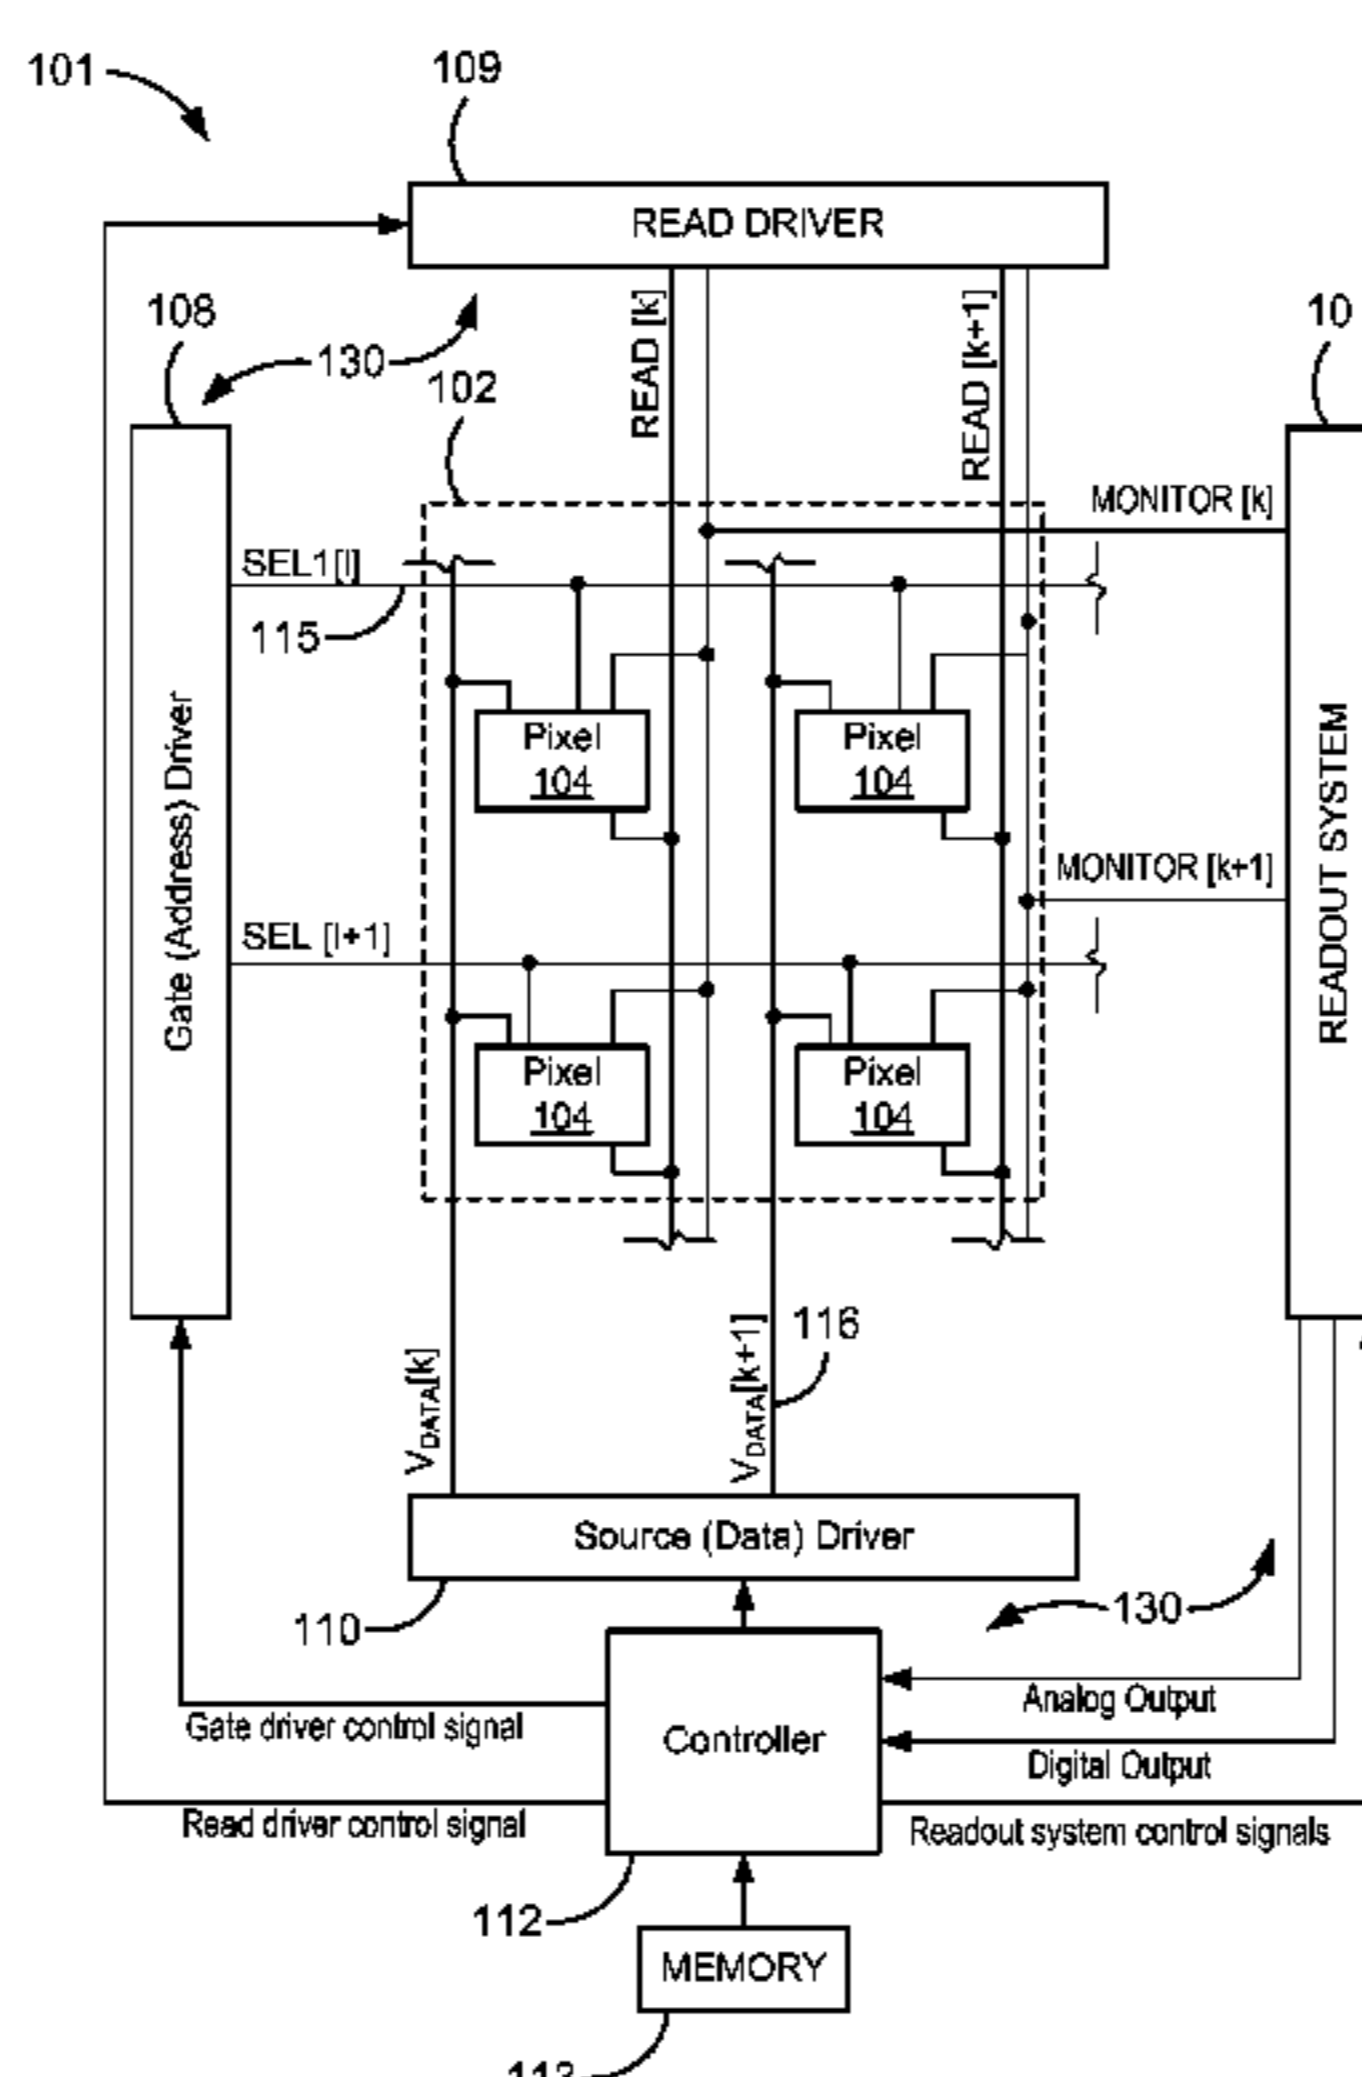 101
109
READ DRIVER
108
130
102
READ [k]
READ [k+1]
10
MONITOR [k]
SEL1[l]
115
Pixel
104
Pixel
104
Gate (Address) Driver
READOUT SYSTEM
MONITOR [k+1]
SEL [l+1]
Pixel
104
Pixel
104
116
VDATA[k]
VDATA[k+1]
Source (Data) Driver
110
130
Analog Output
Gate driver control signal
Controller
Digital Output
Read driver control signal
Readout system control signals
112
MEMORY